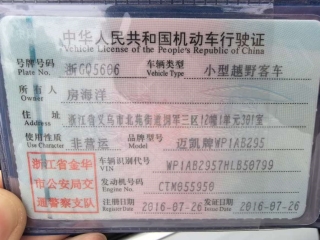 中华人民共和国机动车行驶证
Vehicle License of the People's Republic of China
号牌号码 浙GQ5606 车辆类型 小型越野客车
Plate No. Vehicle Type
所有人 房海洋
Owner
住址
Address
使用性质 非营运 品牌型号 迈凯牌WP1AB295
Use Character Model
浙江省金华
市公安局交
通警察支队
车辆识别代号 WP1AB2957HLB50799
VIN
发动机号码 CTM055950
Engine No.
注册日期 2016-07-26 发证日期 2016-07-26
Register Date Issue Date